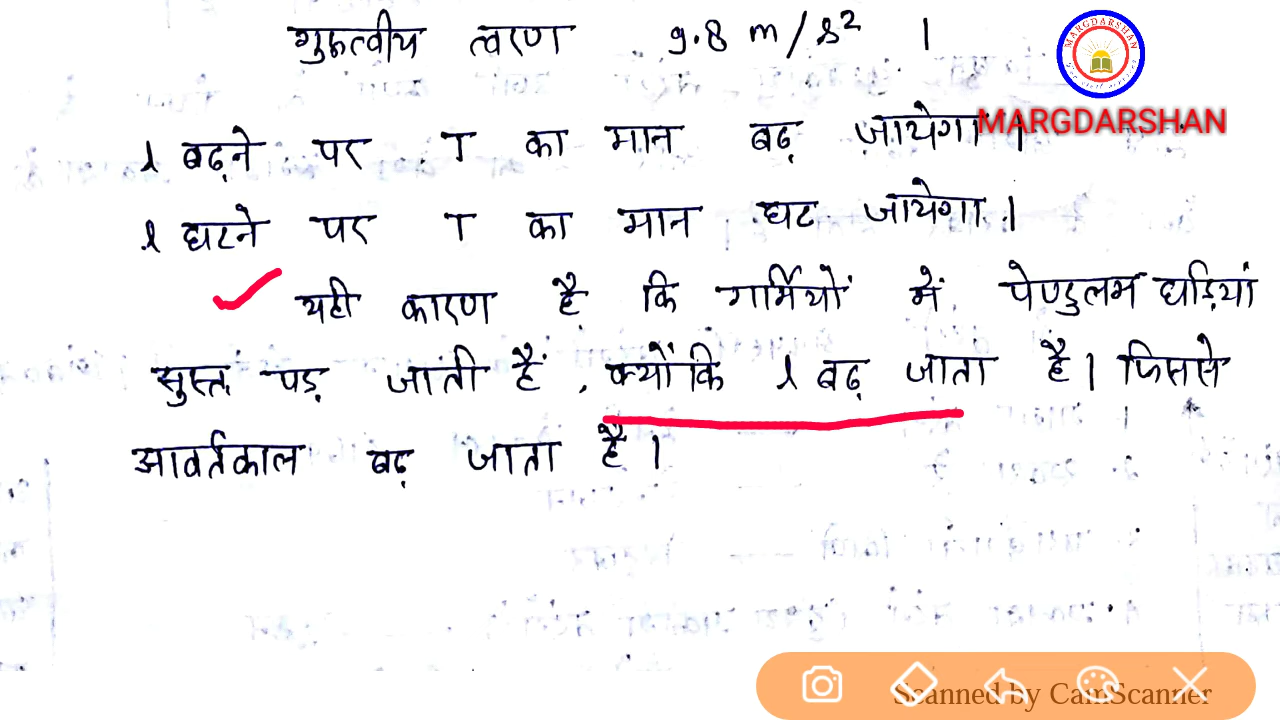 गुरुत्वीय त्वरण 9.8 m/s² |
MARGDARSHAN
MARGDARSHAN
l बढ़ने पर T का मान बढ़ जायेगा |
l घटने पर T का मान घट जायेगा |
यही कारण है कि गर्मियों में पेण्डुलम घड़ियां
सुस्त पड़ जाती हैं, क्योंकि l बढ़ जाता है | जिससे
आवर्तकाल बढ़ जाता है |
Scanned by CamScanner